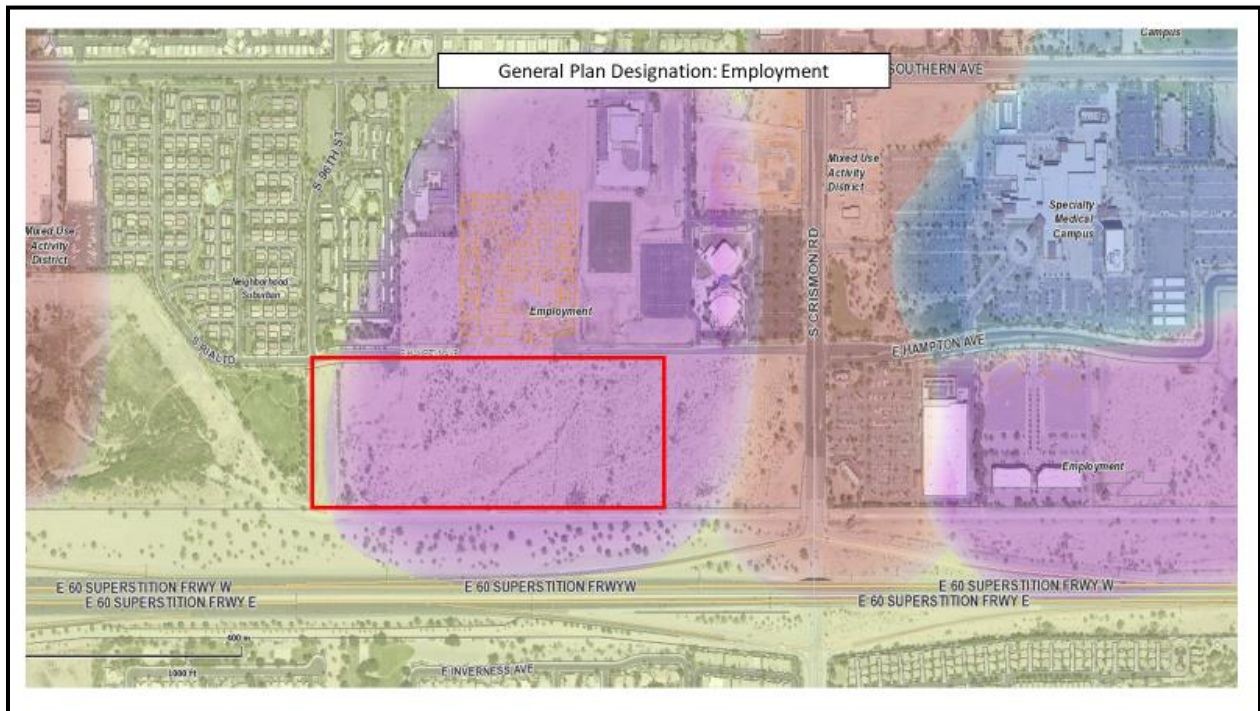 Campus
General Plan Designation: Employment
SOUTHERN AVE
S 96TH ST
Mixed Use
Activity
District
Specialty
Medical
Campus
Mixed Use
Activity
District
Neighborhood
Suburban
Employment
S CRISMON RD
S RIALTO
E HAMPTON AVE
Employment
E 60 SUPERSTITION FRWY W
E 60 SUPERSTITION FRWY W
E 60 SUPERSTITION FRWY W
E 60 SUPERSTITION FRWY E
E 60 SUPERSTITION FRWY E
400 m
1000 ft
E INVERNESS AVE